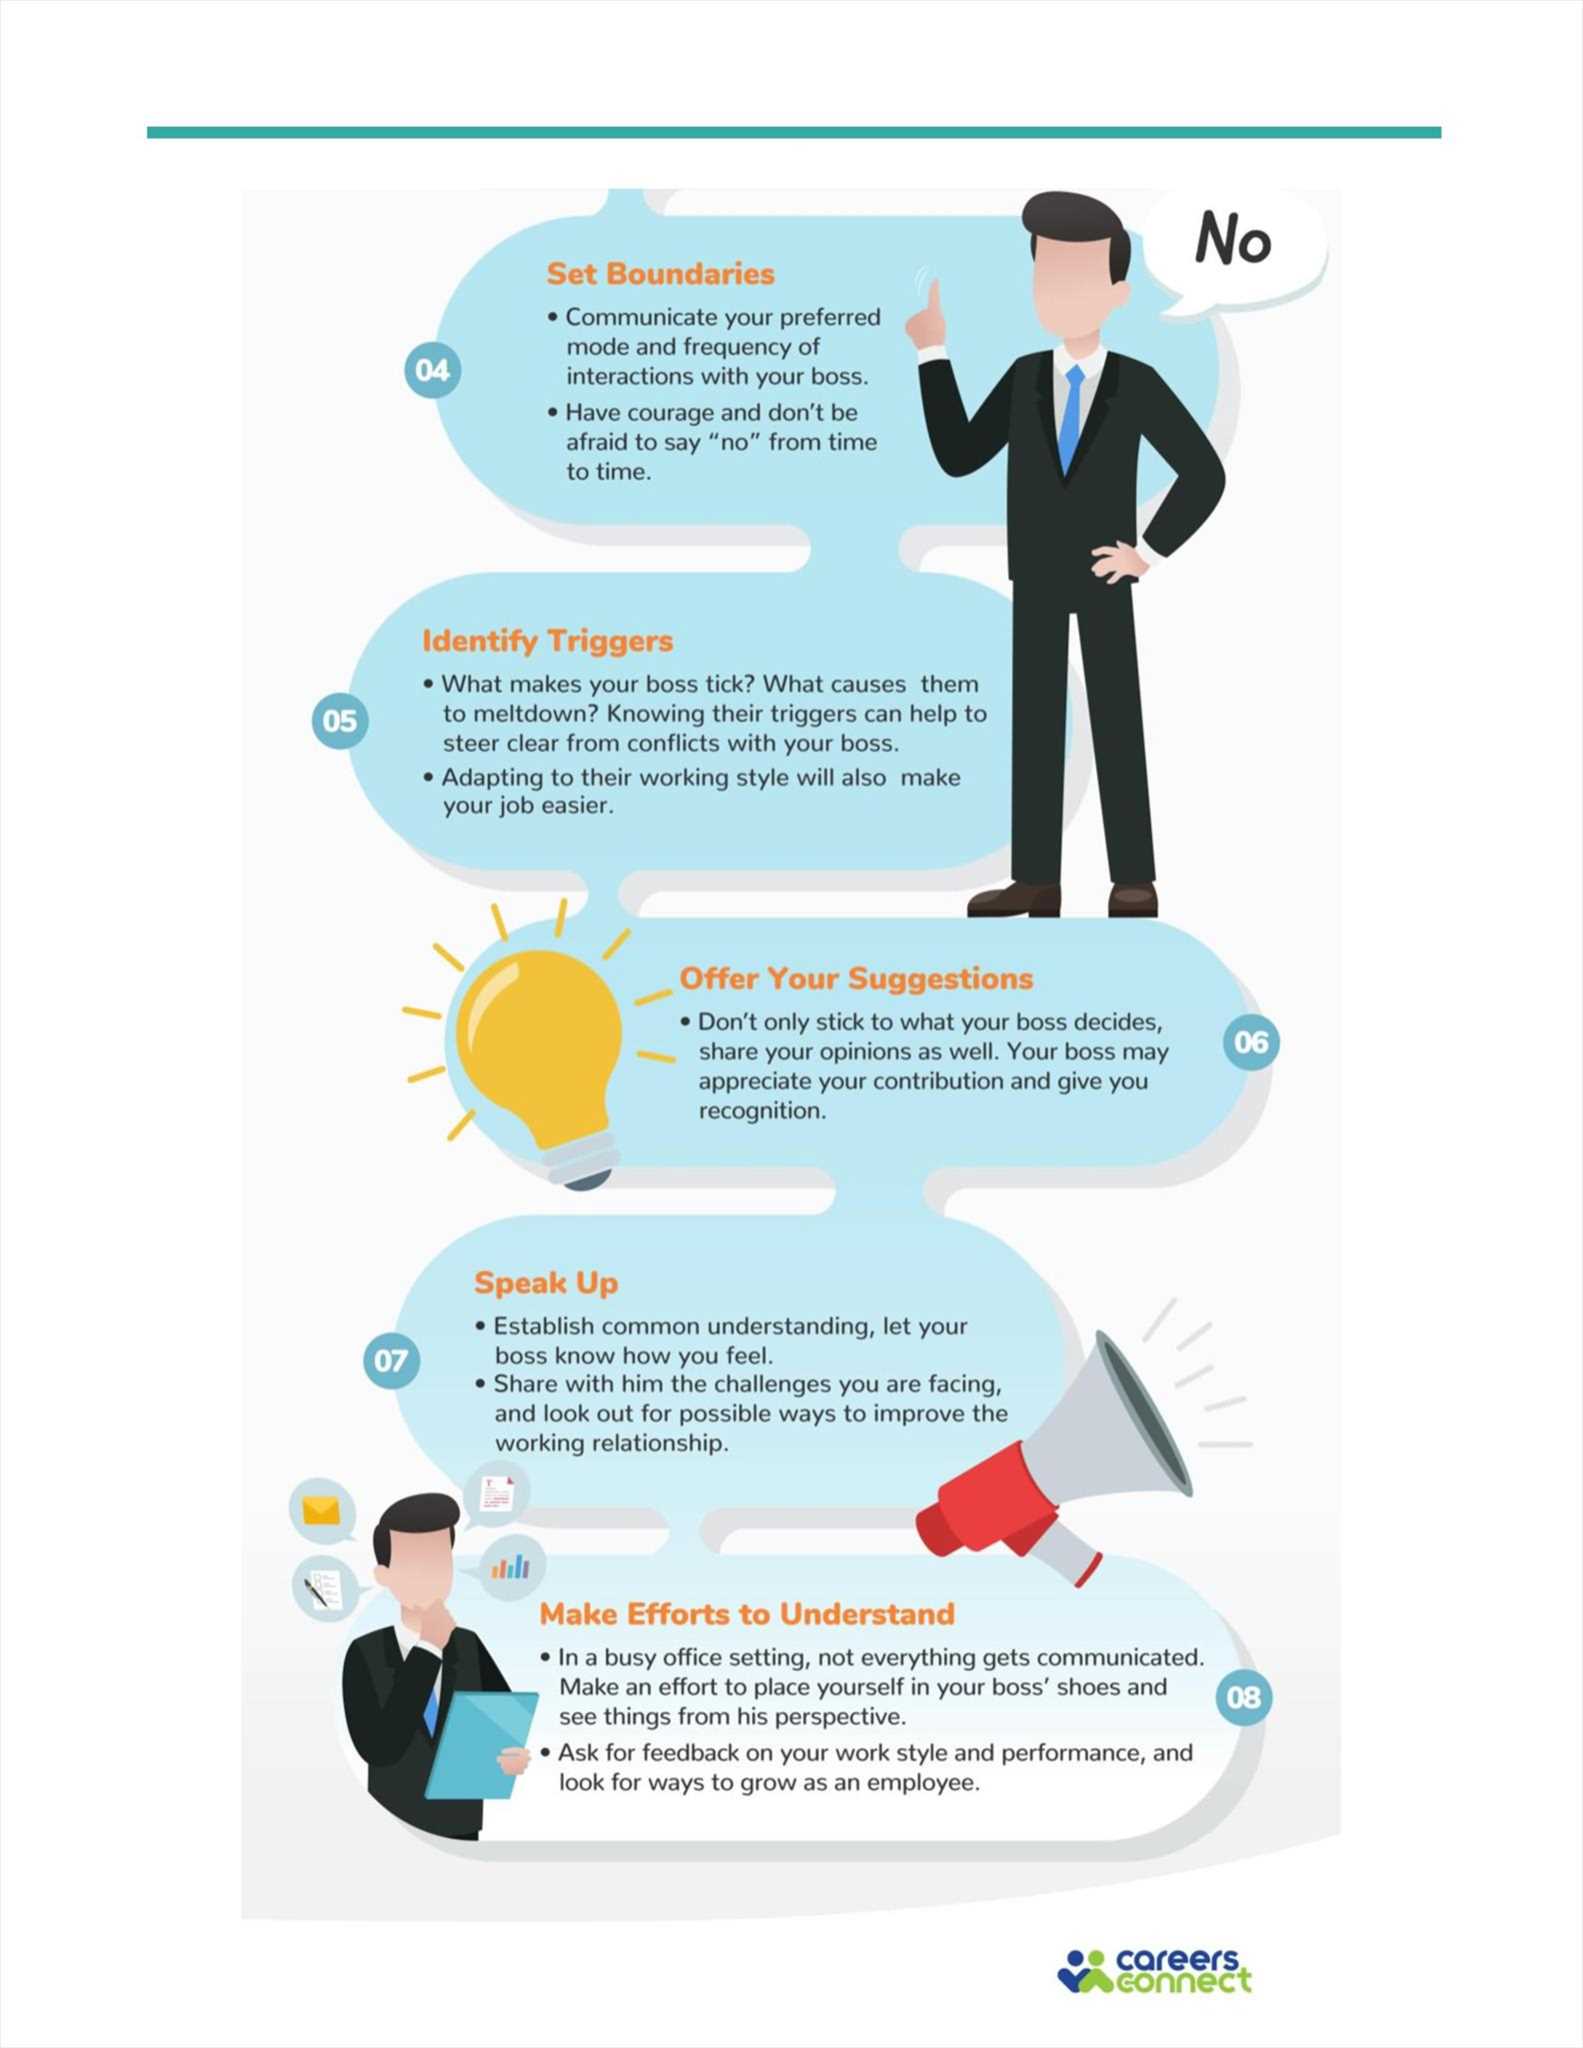 No
Set Boundaries
• Communicate your preferred
mode and frequency of
interactions with your boss.
• Have courage and don't be
afraid to say “no” from time
to time.
04
Identify Triggers
• What makes your boss tick? What causes them
to meltdown? Knowing their triggers can help to
steer clear from conflicts with your boss.
• Adapting to their working style will also make
your job easier.
05
Offer Your Suggestions
• Don't only stick to what your boss decides,
share your opinions as well. Your boss may
appreciate your contribution and give you
recognition.
06
Speak Up
• Establish common understanding, let your
boss know how you feel.
• Share with him the challenges you are facing,
and look out for possible ways to improve the
working relationship.
07
Make Efforts to Understand
• In a busy office setting, not everything gets communicated.
Make an effort to place yourself in your boss' shoes and
see things from his perspective.
• Ask for feedback on your work style and performance, and
look for ways to grow as an employee.
08
careers
connect